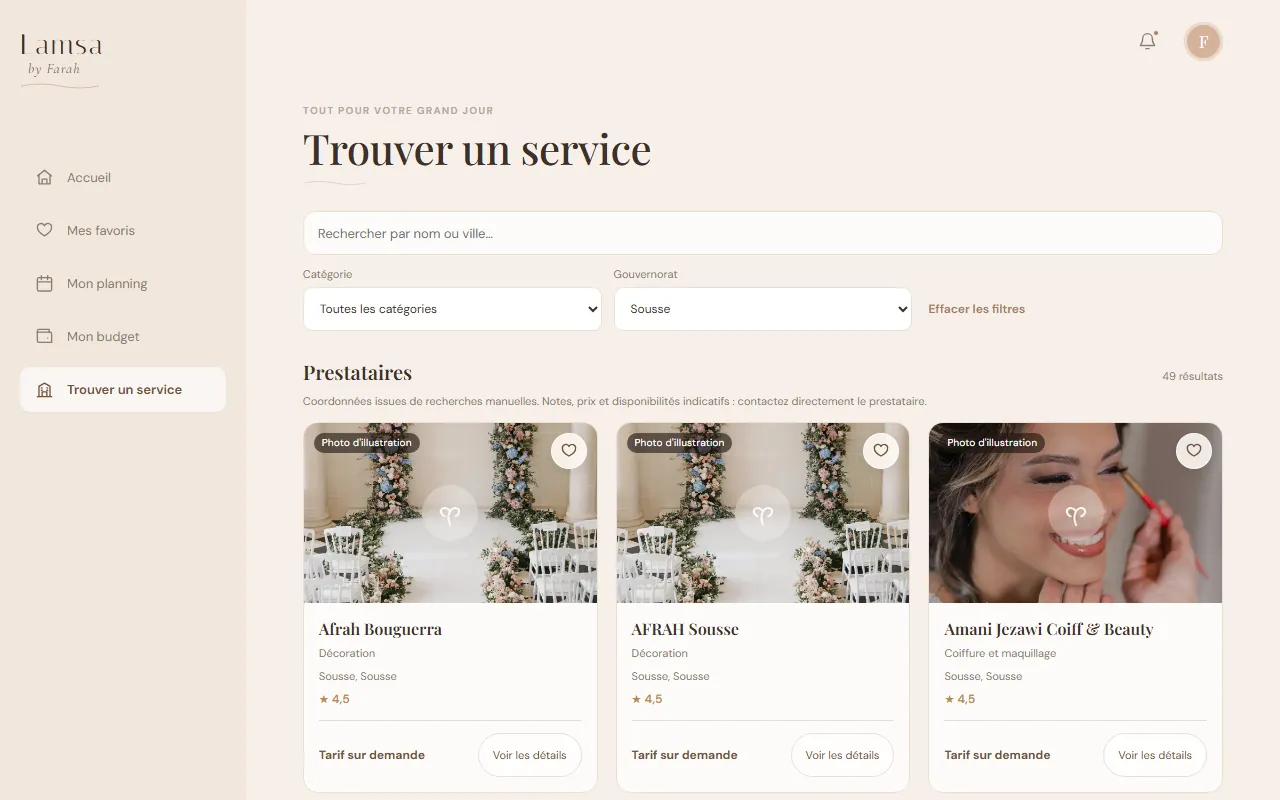 Lamsa
by Farah
F
TOUT POUR VOTRE GRAND JOUR
Trouver un service
Accueil
Mes favoris
Mon planning
Mon budget
Trouver un service
Rechercher par nom ou ville…
Catégorie
Gouvernorat
Toutes les catégories
Sousse
Effacer les filtres
Prestataires
49 résultats
Coordonnées issues de recherches manuelles. Notes, prix et disponibilités indicatifs : contactez directement le prestataire.
Photo d'illustration
Afrah Bouguerra
Décoration
Sousse, Sousse
★ 4,5
Tarif sur demande
Voir les détails
Photo d'illustration
AFRAH Sousse
Décoration
Sousse, Sousse
★ 4,5
Tarif sur demande
Voir les détails
Photo d'illustration
Amani Jezawi Coiff & Beauty
Coiffure et maquillage
Sousse, Sousse
★ 4,5
Tarif sur demande
Voir les détails